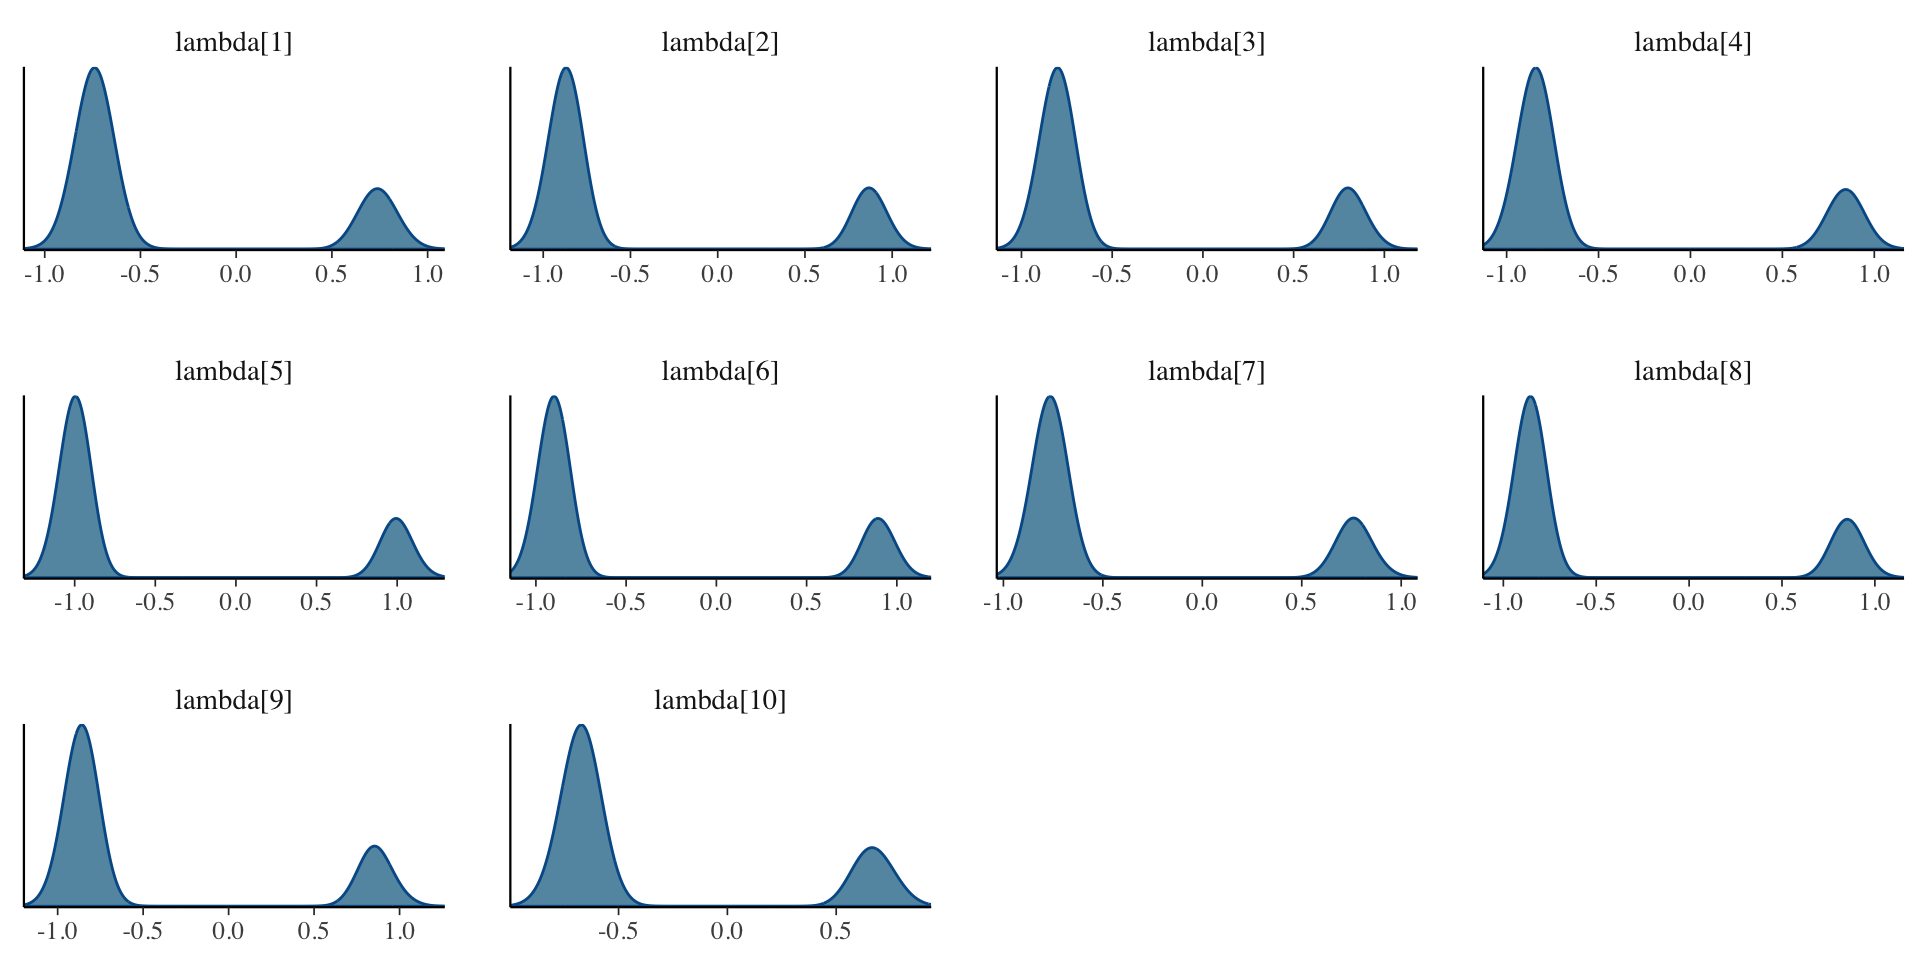 lambda[1] lambda[2] lambda[3] lambda[4]
-1.0 -0.5 0.0 0.5 1.0 -1.0 -0.5 0.0 0.5 1.0 -1.0 -0.5 0.0 0.5 1.0 -1.0 -0.5 0.0 0.5 1.0
lambda[5] lambda[6] lambda[7] lambda[8]
-1.0 -0.5 0.0 0.5 1.0 -1.0 -0.5 0.0 0.5 1.0 -1.0 -0.5 0.0 0.5 1.0 -1.0 -0.5 0.0 0.5 1.0
lambda[9] lambda[10]
-1.0 -0.5 0.0 0.5 1.0 -0.5 0.0 0.5